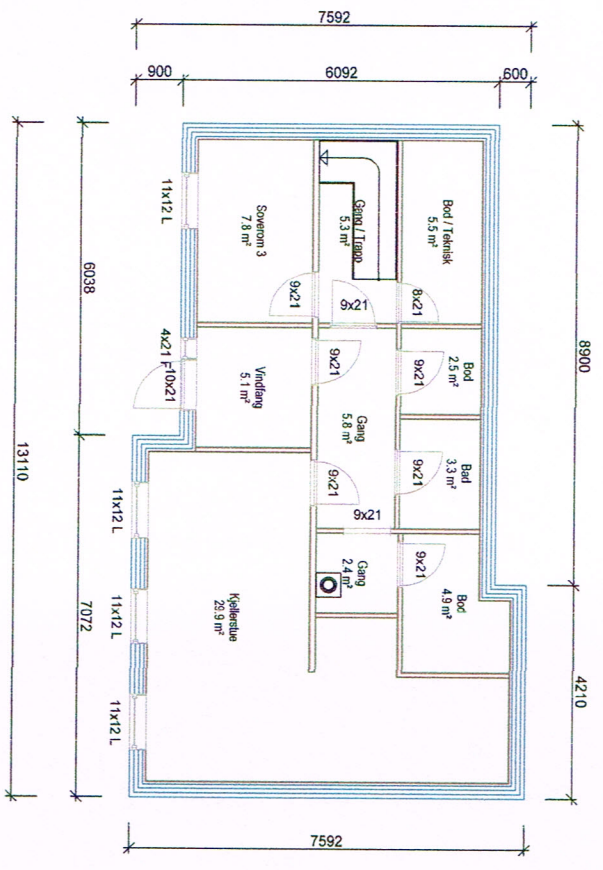 7592
900
6092
600
11x12 L
Soverom 3
7.8 m²
Gang / Trapp
5.3 m²
Bod / Teknisk
5.5 m²
9x21
9x21
8x21
6038
8900
13110
4x21 F
10x21
Vindfang
5.1 m²
9x21
Gang
5.8 m²
9x21
Bod
2.5 m²
9x21
Bad
3.3 m²
9x21
9x21
11x12 L
11x12 L
11x12 L
7072
Kjellerstue
29.9 m²
Gang
2.4 m²
9x21
Bod
4.9 m²
4210
7592